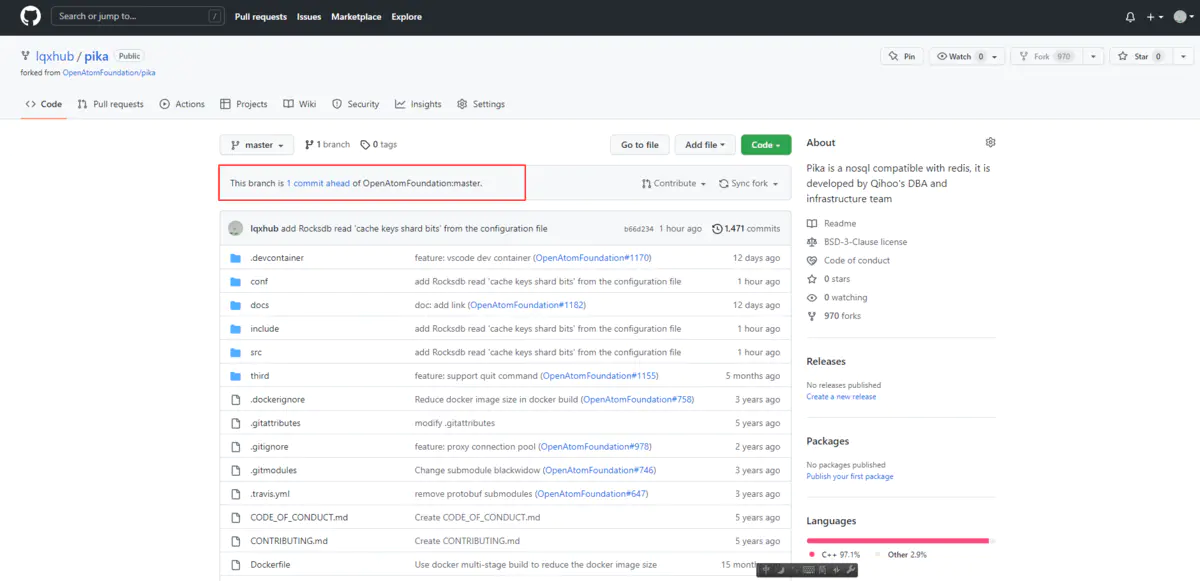 Search or jump to... /
Pull requests Issues Marketplace Explore
lqxhub / pika Public
forked from OpenAtomFoundation/pika
Pin Watch 0 Fork 970 Star 0
Code Pull requests Actions Projects Wiki Security Insights Settings
master 1 branch 0 tags Go to file Add file Code
This branch is 1 commit ahead of OpenAtomFoundation:master. Contribute Sync fork
lqxhub add Rocksdb read 'cache keys shard bits' from the configuration file b66d234 1 hour ago 1,471 commits
.devcontainer feature: vscode dev container (OpenAtomFoundation#1170) 12 days ago
conf add Rocksdb read 'cache keys shard bits' from the configuration file 1 hour ago
docs doc: add link (OpenAtomFoundation#1182) 12 days ago
include add Rocksdb read 'cache keys shard bits' from the configuration file 1 hour ago
src add Rocksdb read 'cache keys shard bits' from the configuration file 1 hour ago
third feature: support quit command (OpenAtomFoundation#1155) 5 months ago
.dockerignore Reduce docker image size in docker build (OpenAtomFoundation#758) 3 years ago
.gitattributes modify .gitattributes 5 years ago
.gitignore feature: proxy connection pool (OpenAtomFoundation#978) 2 years ago
.gitmodules Change submodule blackwidow (OpenAtomFoundation#746) 3 years ago
.travis.yml remove protobuf submodules (OpenAtomFoundation#647) 3 years ago
CODE_OF_CONDUCT.md Create CODE_OF_CONDUCT.md 5 years ago
CONTRIBUTING.md Create CONTRIBUTING.md 5 years ago
Dockerfile Use docker multi-stage build to reduce the docker image size 15 mont
About
Pika is a nosql compatible with redis, it is
developed by Qihoo's DBA and
infrastructure team
Readme
BSD-3-Clause license
Code of conduct
0 stars
0 watching
970 forks
Releases
No releases published
Create a new release
Packages
No packages published
Publish your first package
Languages
C++ 97.1% Other 2.9%
中 简